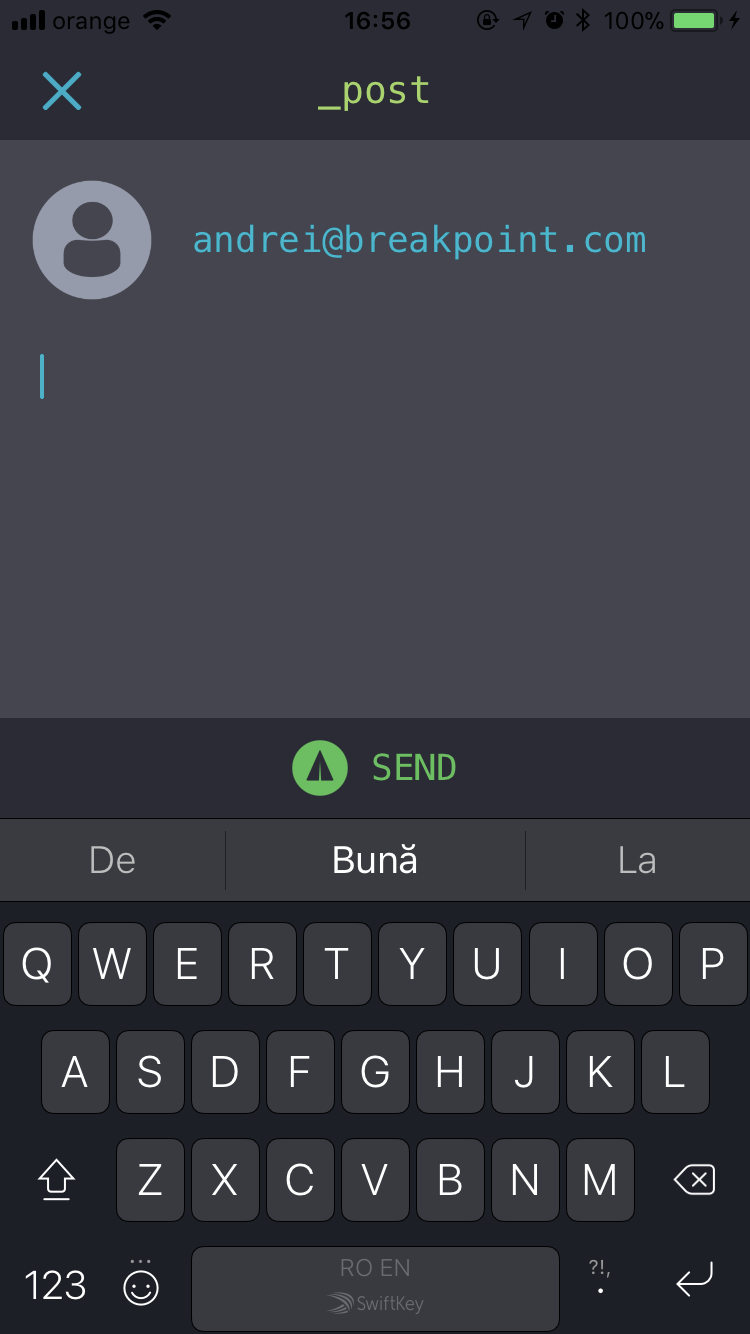 orange 16:56 100%
_post
andrei@breakpoint.com
SEND
De Bună La
Q W E R T Y U I O P
A S D F G H J K L
Z X C V B N M
123 RO EN ?!,
SwiftKey .